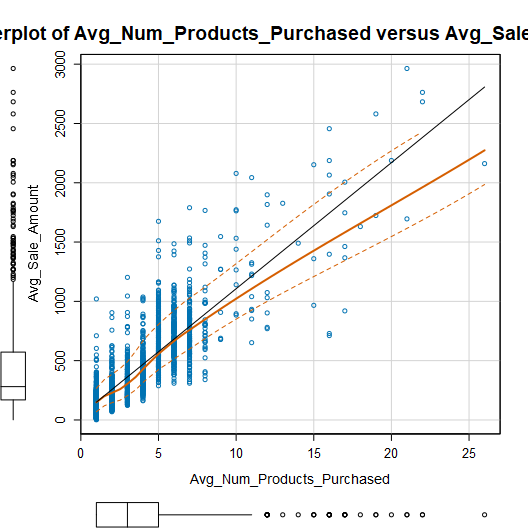 erplot of Avg_Num_Products_Purchased versus Avg_Sale
Avg_Sale_Amount
3000
2500
2000
1500
1000
500
0
0 5 10 15 20 25
Avg_Num_Products_Purchased